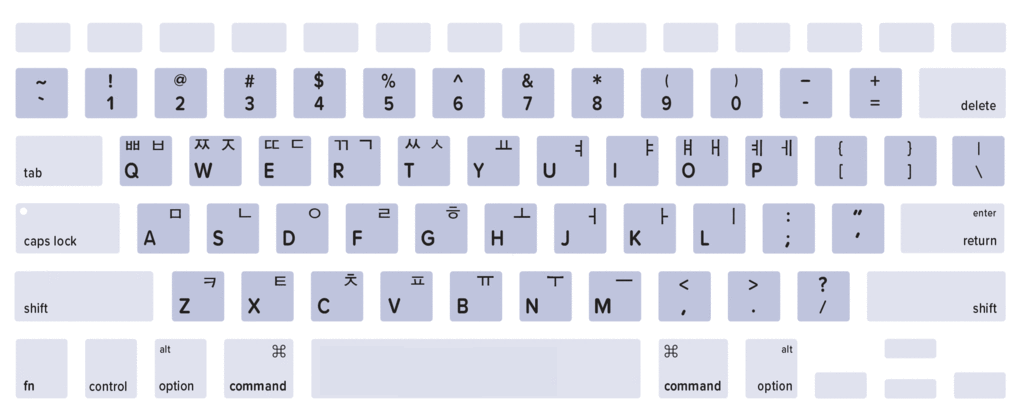 ~ ! @ # $ % ^ & * ( ) – +
` 1 2 3 4 5 6 7 8 9 0 - = delete
ㅃ ㅂ ㅉ ㅈ ㄸ ㄷ ㄲ ㄱ ㅆ ㅅ ㅛ ㅕ ㅑ ㅒ ㅐ ㅖ ㅔ { } |
tab Q W E R T Y U I O P [ ] \
ㅁ ㄴ ㅇ ㄹ ㅎ ㅗ ㅓ ㅏ ㅣ : " enter
caps lock A S D F G H J K L ; ' return
ㅋ ㅌ ㅊ ㅍ ㅠ ㅜ ㅡ < > ?
shift Z X C V B N M , . / shift
alt ⌘ ⌘ alt
fn control option command command option